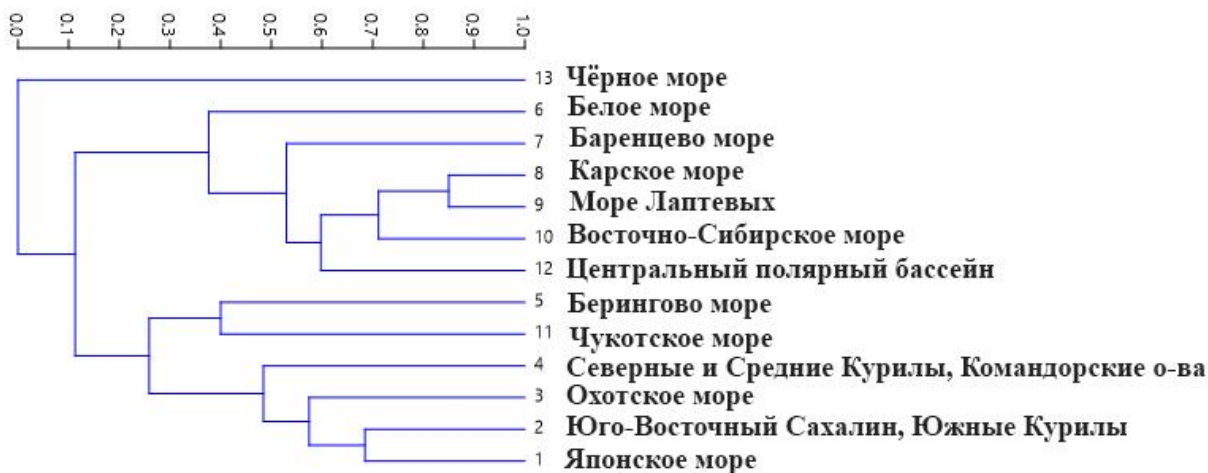 0.0 0.1 0.2 0.3 0.4 0.5 0.6 0.7 0.8 0.9 1.0
13 Чёрное море
6 Белое море
7 Баренцево море
8 Карское море
9 Море Лаптевых
10 Восточно-Сибирское море
12 Центральный полярный бассейн
5 Берингово море
11 Чукотское море
4 Северные и Средние Курилы, Командорские о-ва
3 Охотское море
2 Юго-Восточный Сахалин, Южные Курилы
1 Японское море